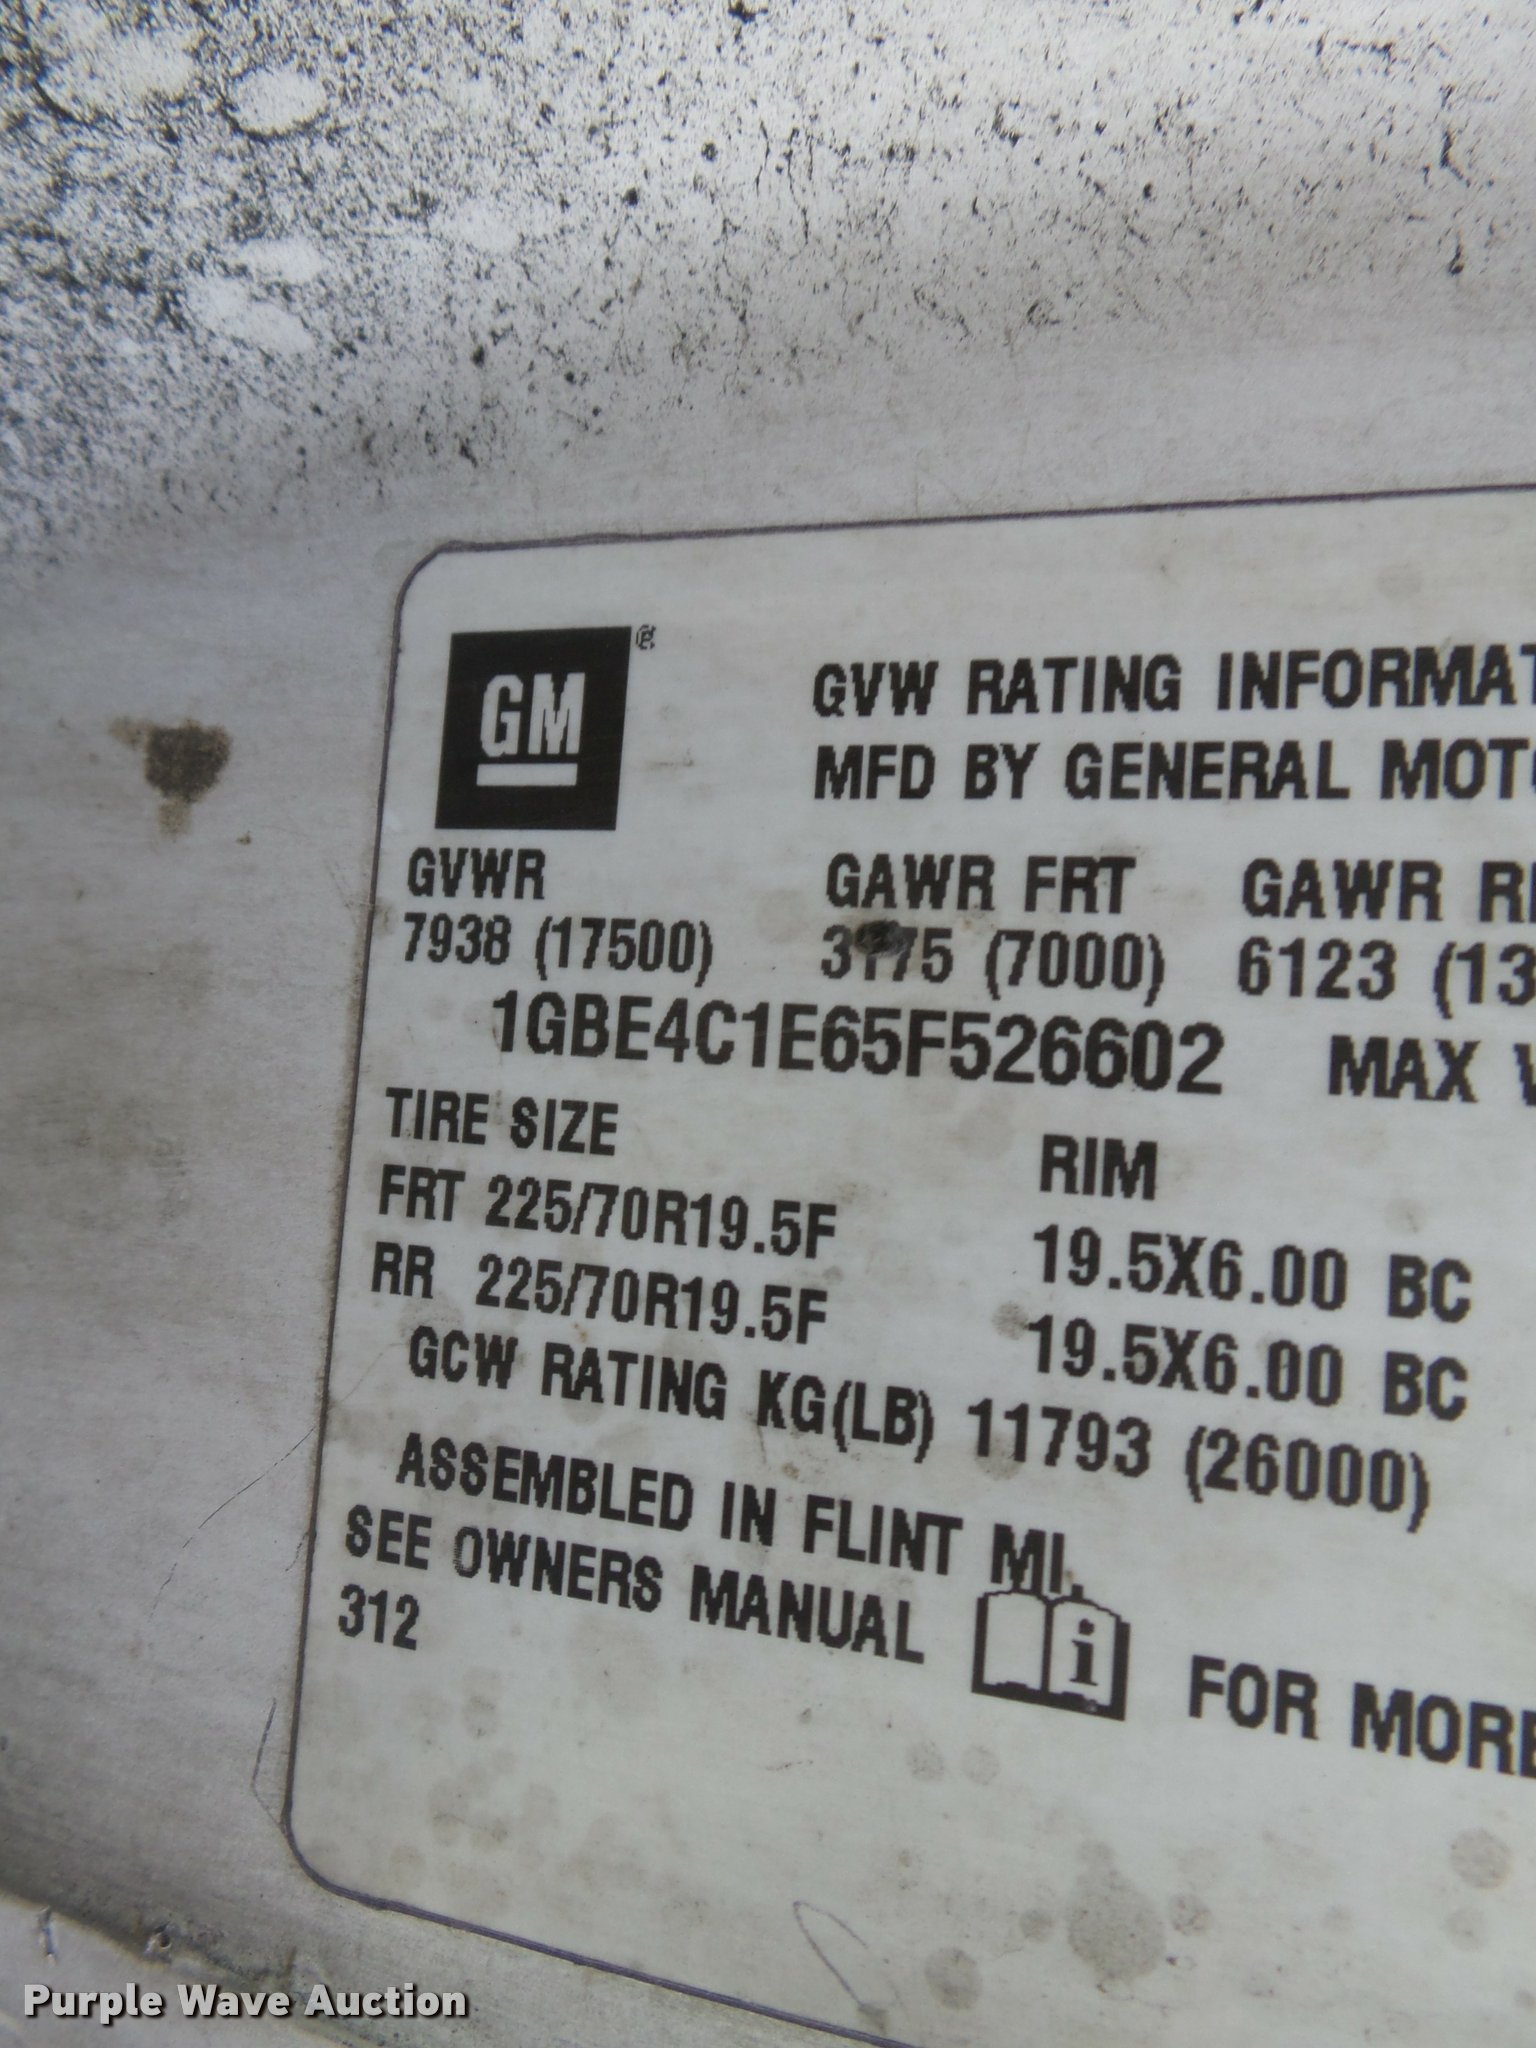 GM ®
GVW RATING INFORMAT
MFD BY GENERAL MOTO
GVWR GAWR FRT GAWR R
7938 (17500) 3175 (7000) 6123 (13
1GBE4C1E65F526602 MAX
TIRE SIZE RIM
FRT 225/70R19.5F 19.5X6.00 BC
RR 225/70R19.5F 19.5X6.00 BC
GCW RATING KG(LB) 11793 (26000)
ASSEMBLED IN FLINT MI.
SEE OWNERS MANUAL i FOR MORE
312
Purple Wave Auction